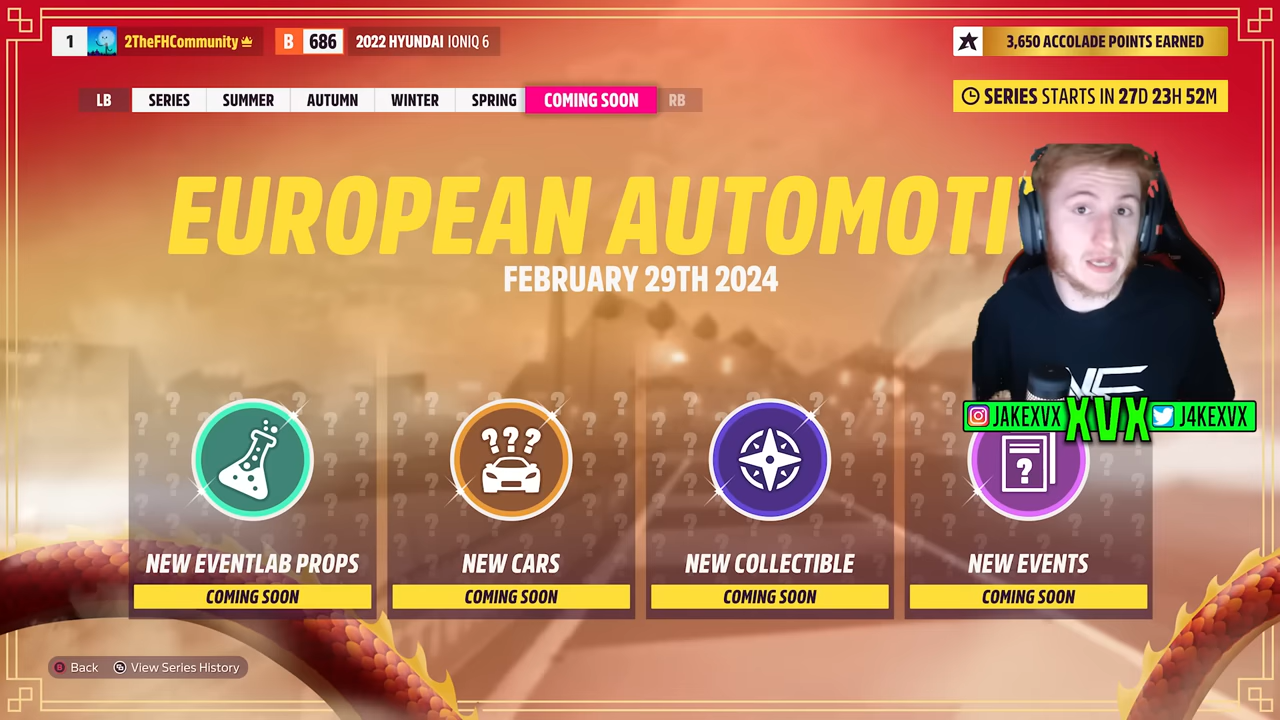 1 2TheFHCommunity B 686 2022 HYUNDAI IONIQ 6
3,650 ACCOLADE POINTS EARNED
LB SERIES SUMMER AUTUMN WINTER SPRING COMING SOON RB
SERIES STARTS IN 27D 23H 52M
EUROPEAN AUTOMOTI
FEBRUARY 29TH 2024
JAKEXVX XVX J4KEXVX
NEW EVENTLAB PROPS
COMING SOON
NEW CARS
COMING SOON
NEW COLLECTIBLE
COMING SOON
NEW EVENTS
COMING SOON
B Back View Series History